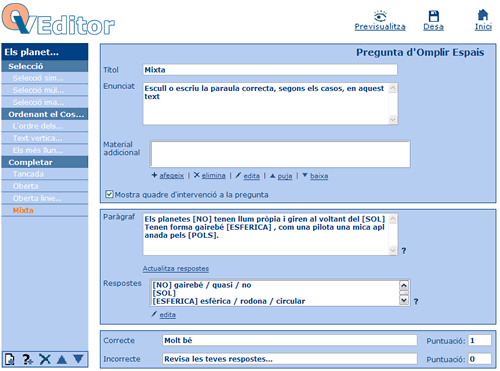 QVEditor
Previsualitza Desa Inici
Els planet...
Selecció
Selecció sim...
Selecció múl...
Selecció ima...
Ordenant el Cos...
L'ordre dels...
Text vertica...
Els més llun...
Completar
Tancada
Oberta
Oberta linie...
Mixta
Pregunta d'Omplir Espais
Títol Mixta
Enunciat Escull o escriu la paraula correcta, segons els casos, en aquest
text
Material
addicional
afegeix | elimina | edita | puja | baixa
Mostra quadre d'intervenció a la pregunta
Paràgraf Els planetes [NO] tenen llum pròpia i giren al voltant del [SOL]
Tenen forma gairebé [ESFERICA] , com una pilota una mica apl
anada pels [POLS]. ?
Actualitza respostes
Respostes [NO] gairebé / quasi / no
[SOL]
[ESFERICA] esfèrica / rodona / circular ?
edita
Correcte Molt bé Puntuació: 1
Incorrecte Revisa les teves respostes... Puntuació: 0